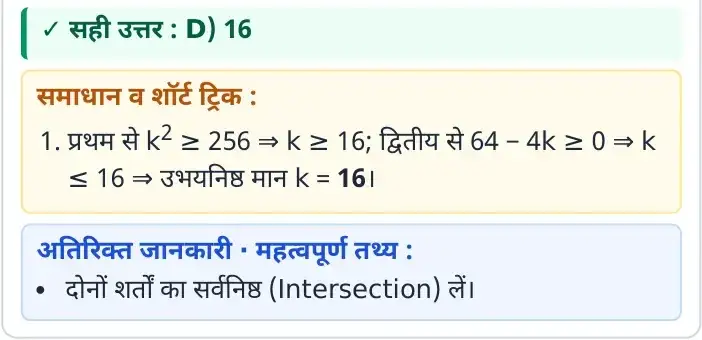 ✓ सही उत्तर : D) 16
समाधान व शॉर्ट ट्रिक :
1. प्रथम से k² ≥ 256 ⇒ k ≥ 16; द्वितीय से 64 − 4k ≥ 0 ⇒ k
≤ 16 ⇒ उभयनिष्ठ मान k = 16।
अतिरिक्त जानकारी · महत्वपूर्ण तथ्य :
• दोनों शर्तों का सर्वनिष्ठ (Intersection) लें।